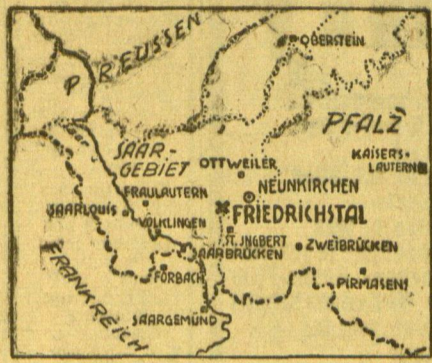 PREUSSEN
OBERSTEIN
PFALZ
SAAR-
GEBIET
OTTWEILER
KAISERS-
LAUTERN
FRAULAUTERN
NEUNKIRCHEN
SAARLOUIS
FRIEDRICHSTAL
VÖLKLINGEN
ST. INGBERT
SAARBRÜCKEN
ZWEIBRÜCKEN
FRANKREICH
FORBACH
PIRMASENS
SAARGEMÜND